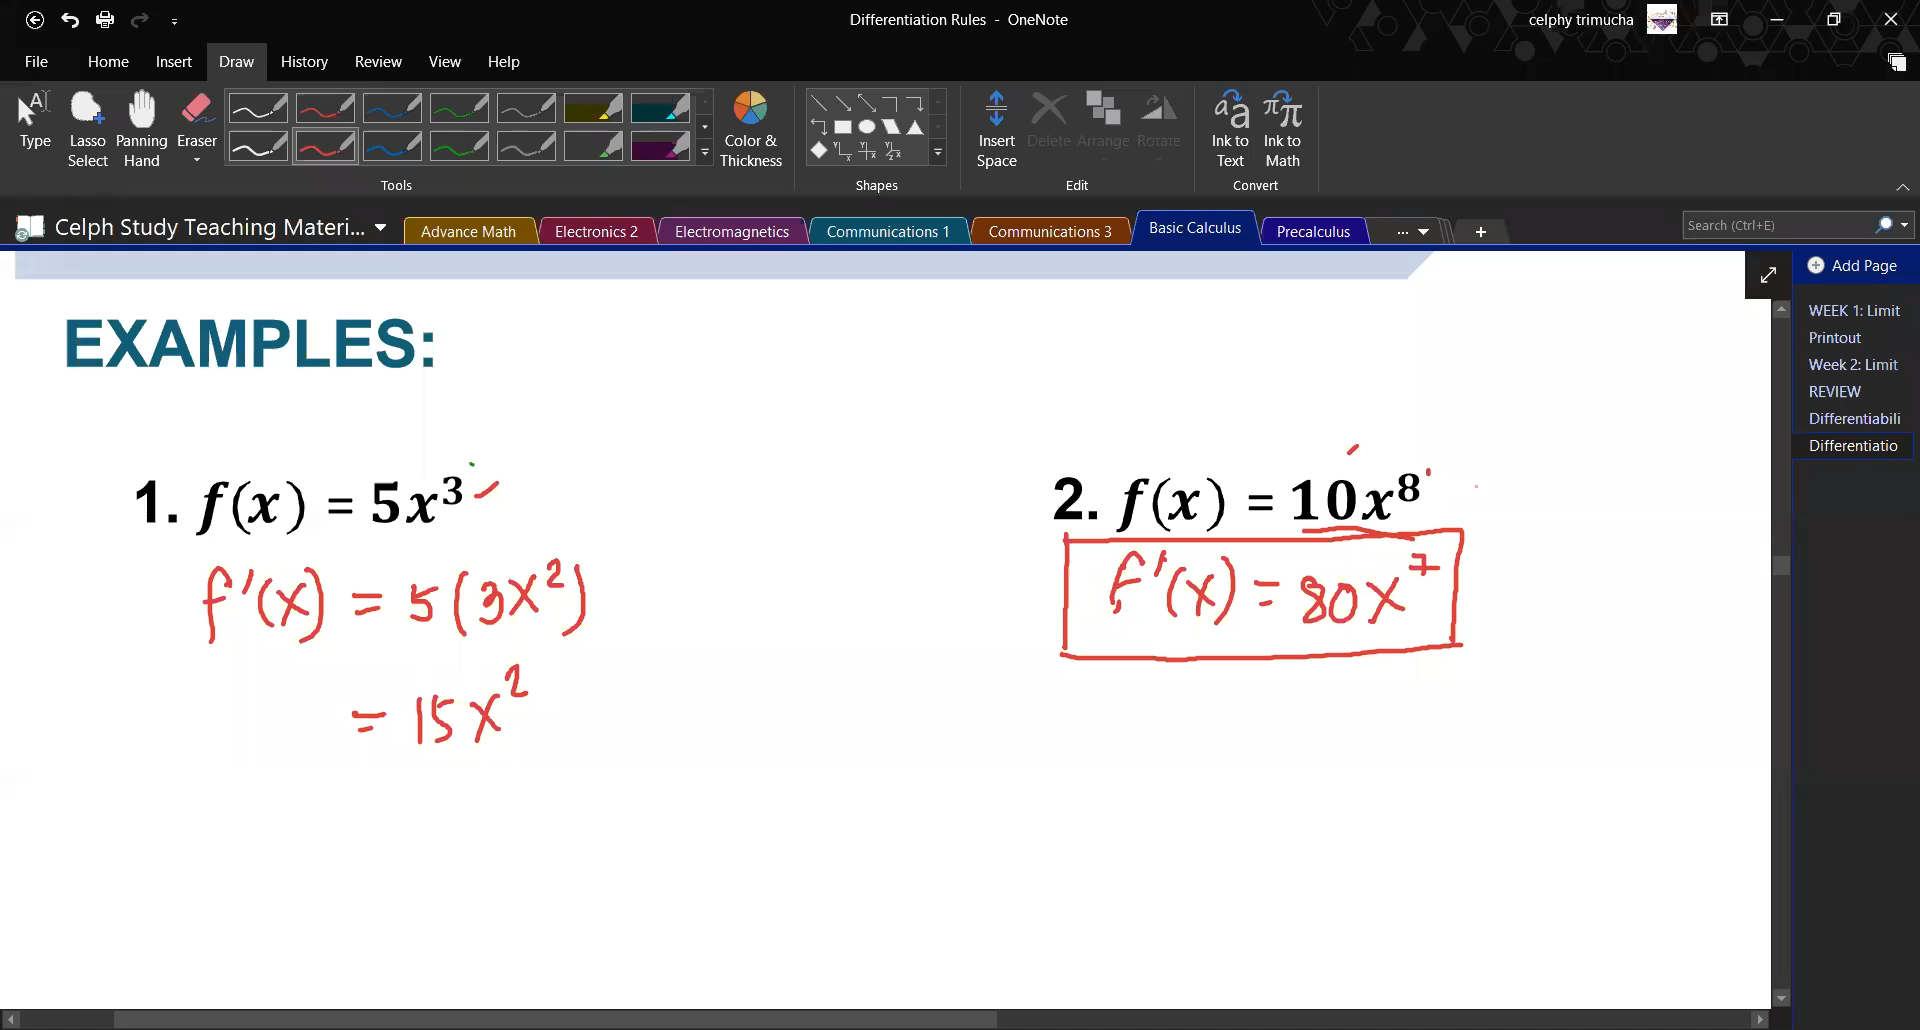 Differentiation Rules - OneNote
celphy trimucha
File Home Insert Draw History Review View Help
Type
Lasso Select
Panning Hand
Eraser
Color & Thickness
Insert Space
Delete
Arrange
Rotate
Ink to Text
Ink to Math
Tools
Shapes
Edit
Convert
Celph Study Teaching Materi...
Advance Math
Electronics 2
Electromagnetics
Communications 1
Communications 3
Basic Calculus
Precalculus
...
Search (Ctrl+E)
Add Page
WEEK 1: Limit
Printout
Week 2: Limit
REVIEW
Differentiabili
Differentiatio
EXAMPLES:
1. f(x) = 5x³
f'(x) = 5(3x²)
= 15x²
2. f(x) = 10x⁸
f'(x) = 80x⁷